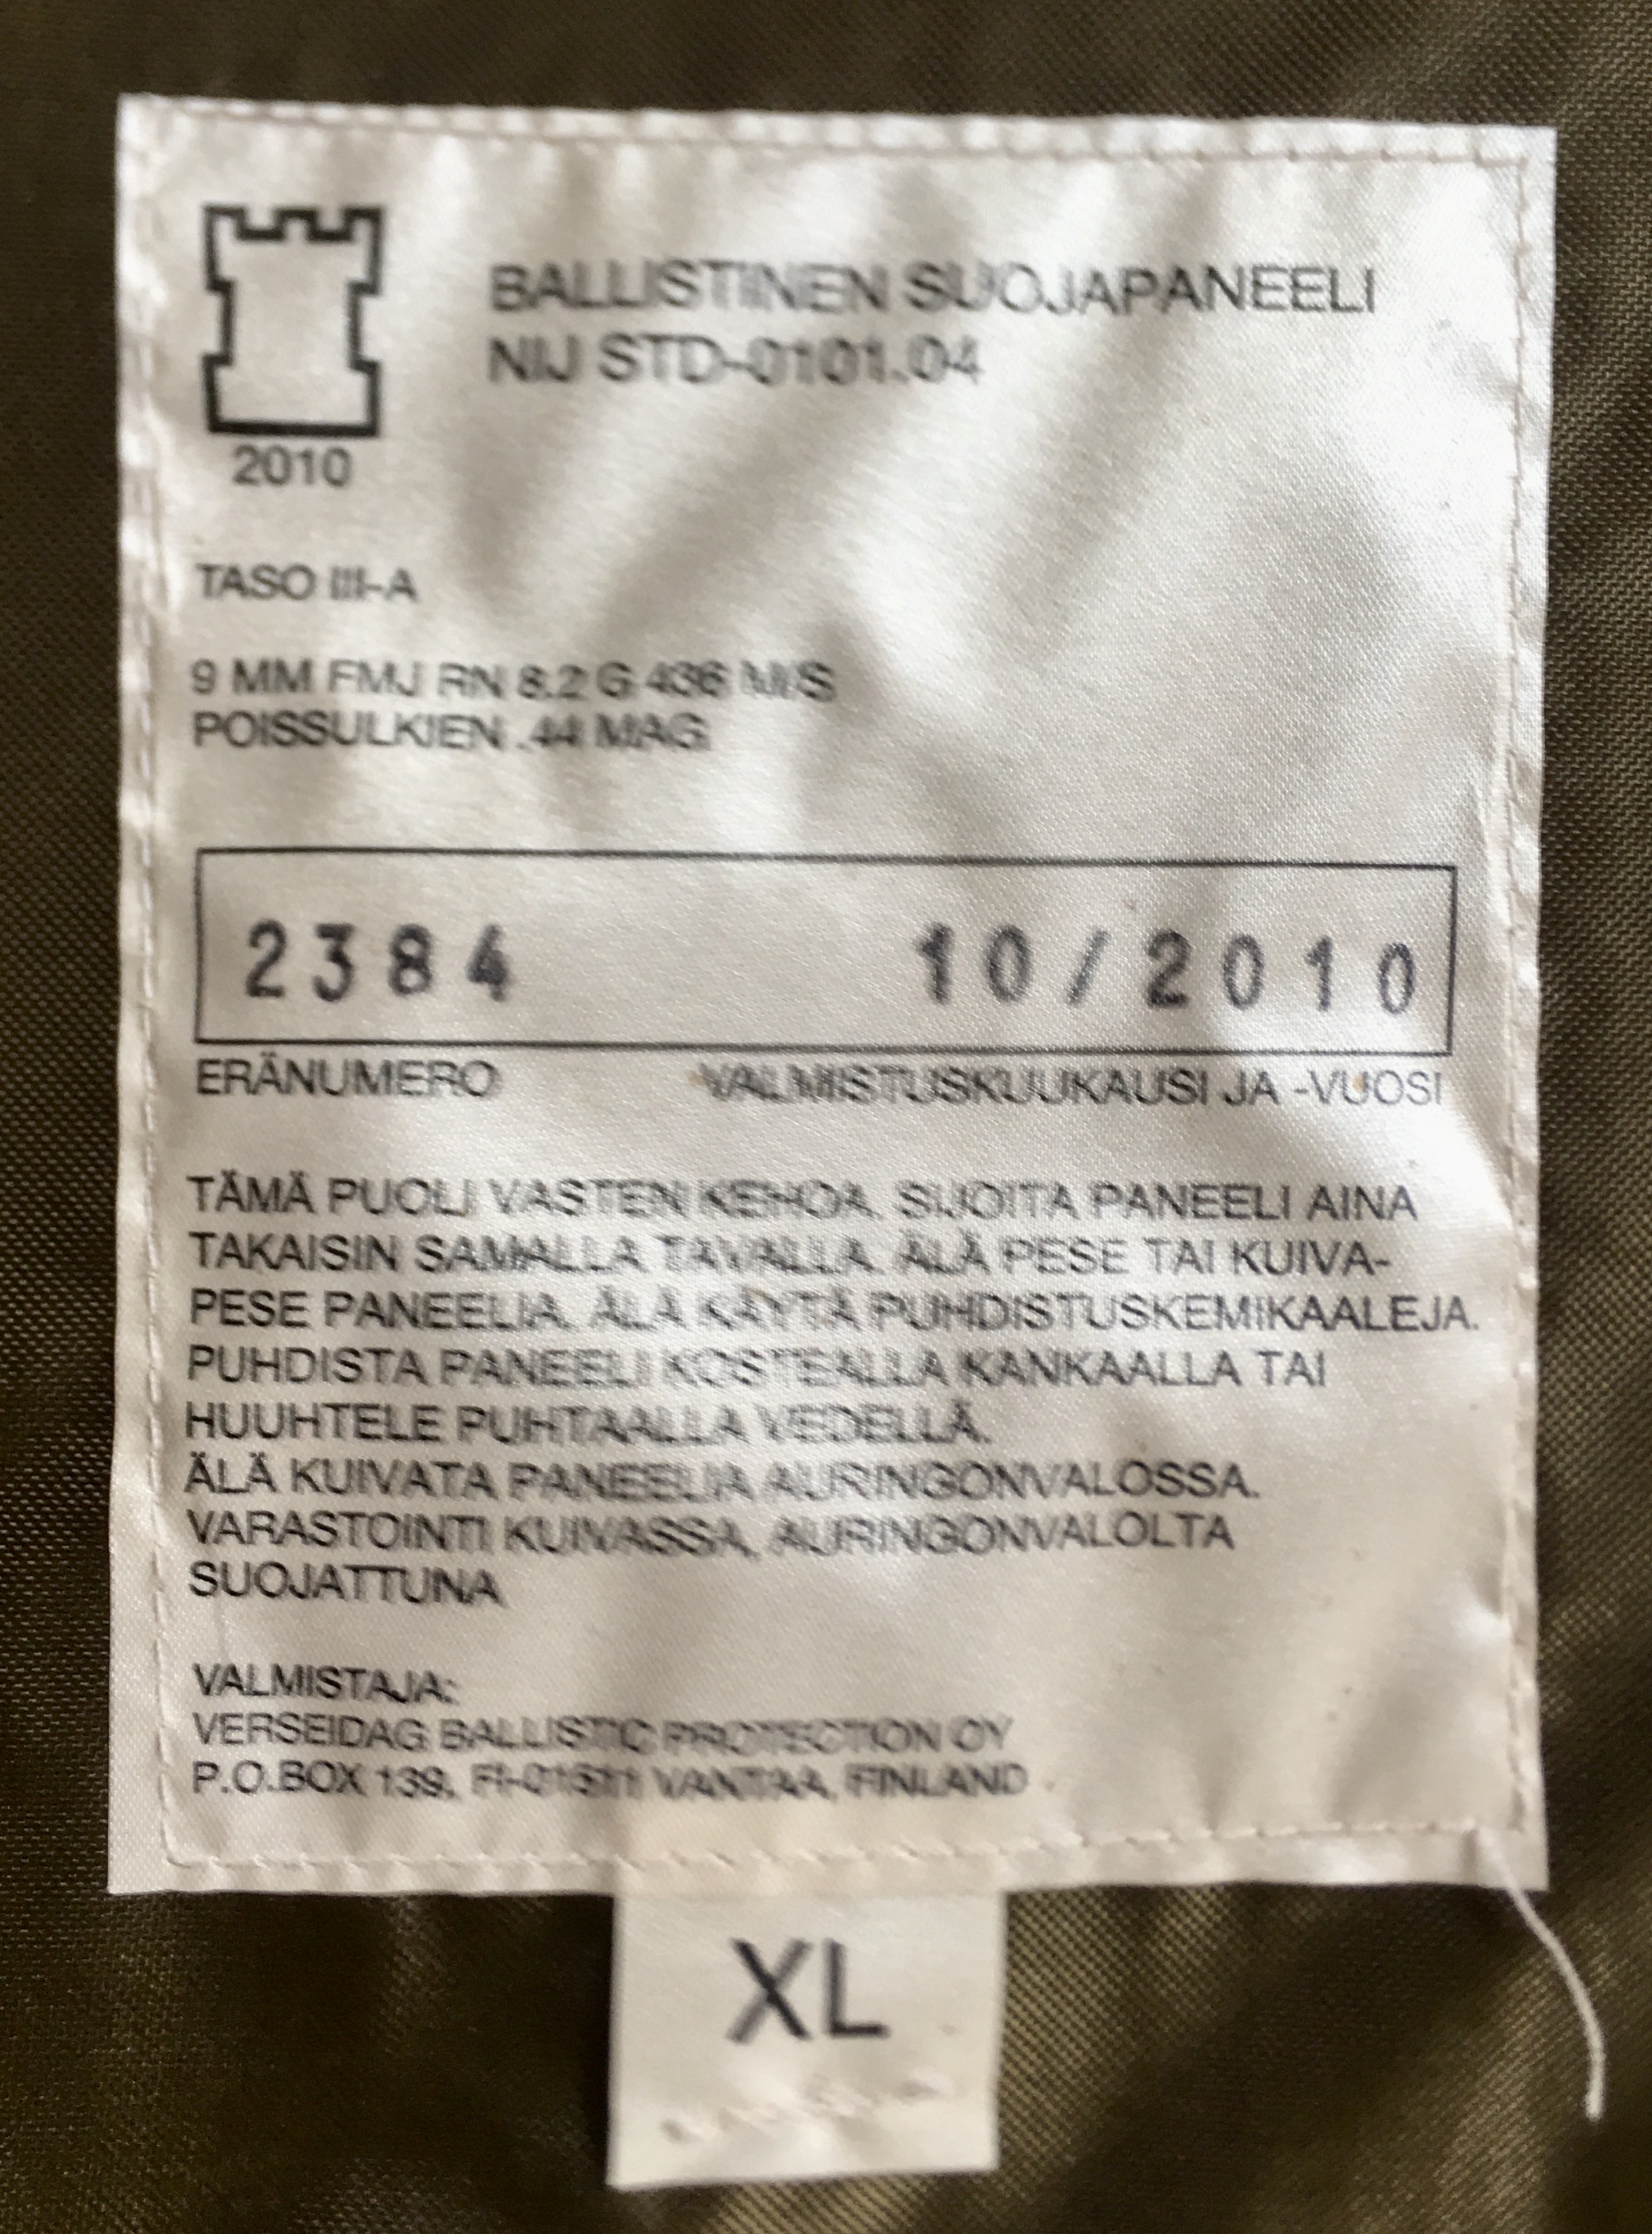 BALLISTINEN SUOJAPANEELI
NIJ STD-0101.04
2010
TASO III-A
9 MM FMJ RN 8.2 G 436 M/S
POISSULKIEN .44 MAG
2384 10/2010
ERÄNUMERO VALMISTUSKUUKAUSI JA -VUOSI
TÄMÄ PUOLI VASTEN KEHOA. SIJOITA PANEELI AINA
TAKAISIN SAMALLA TAVALLA. ÄLÄ PESE TAI KUIVA-
PESE PANEELIA. ÄLÄ KÄYTÄ PUHDISTUSKEMIKAALEJA.
PUHDISTA PANEELI KOSTEALLA KANKAALLA TAI
HUUHTELE PUHTAALLA VEDELLÄ.
ÄLÄ KUIVATA PANEELIA AURINGONVALOSSA.
VARASTOINTI KUIVASSA, AURINGONVALOLTA
SUOJATTUNA
VALMISTAJA:
VERSEIDAG BALLISTIC PROTECTION OY
P.O.BOX 139, FI-01511 VANTAA, FINLAND
XL